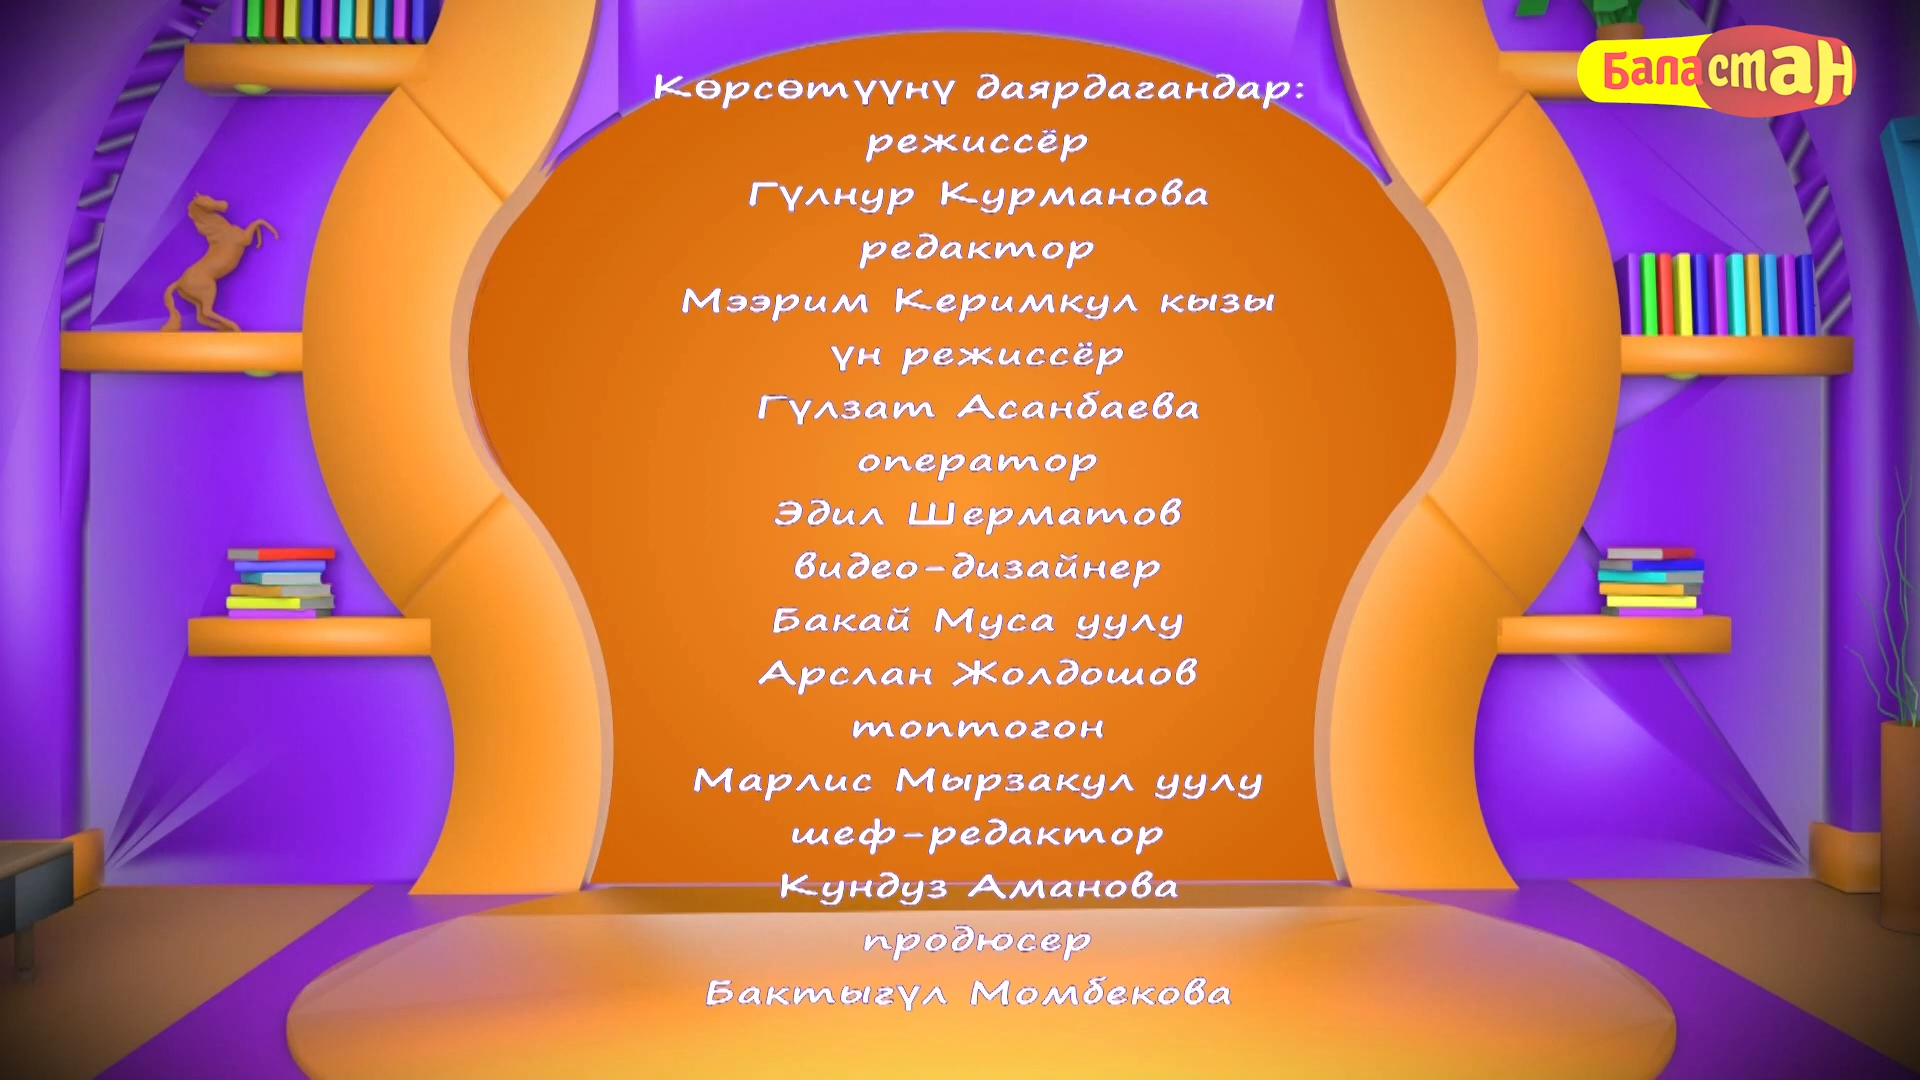 Баластан
Көрсөтүүнү даярдагандар:
режиссёр
Гүлнур Курманова
редактор
Мээрим Керимкул кызы
үн режиссёр
Гүлзат Асанбаева
оператор
Эдил Шерматов
видео-дизайнер
Бакай Муса уулу
Арслан Жолдошов
топтогон
Марлис Мырзакул уулу
шеф-редактор
Кундуз Аманова
продюсер
Бактыгүл Момбекова